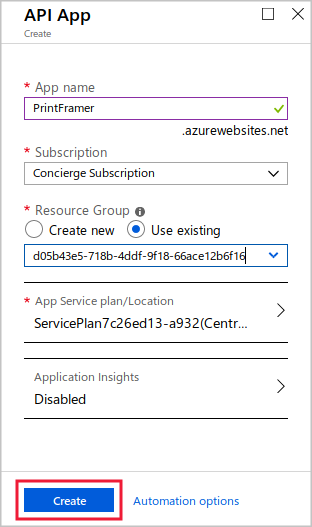 API App
Create
* App name
PrintFramer
.azurewebsites.net
* Subscription
Concierge Subscription
* Resource Group
Create new Use existing
d05b43e5-718b-4ddf-9f18-66ace12b6f16
* App Service plan/Location
ServicePlan7c26ed13-a932(Centr...
Application Insights
Disabled
Create Automation options